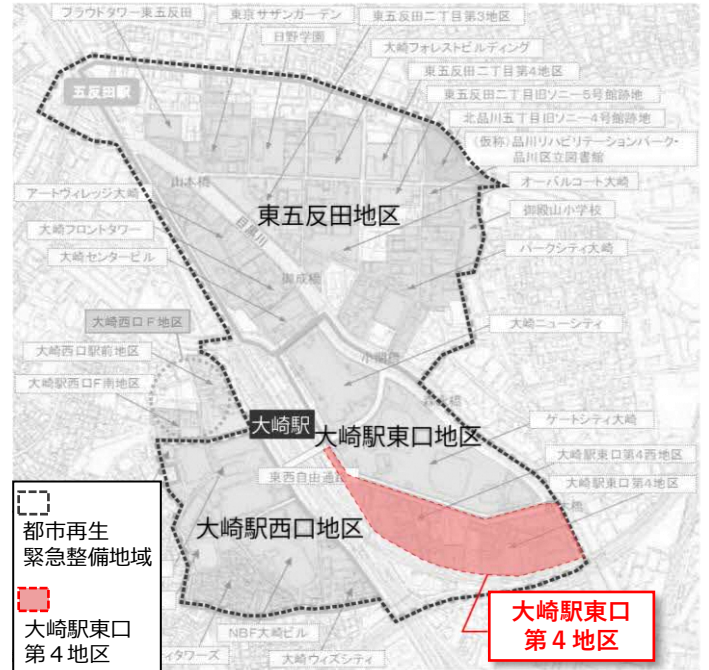 プラウドタワー東五反田
東京サザンガーデン
東五反田二丁目第3地区
日野学園
大崎フォレストビルディング
東五反田二丁目第4地区
五反田駅
東五反田二丁目旧ソニー5号館跡地
北品川五丁目旧ソニー4号館跡地
(仮称)品川リハビリテーションパーク・
品川区立図書館
山本橋
オーバルコート大崎
アートヴィレッジ大崎
東五反田地区
御殿山小学校
目黒川
大崎フロントタワー
大崎センタービル
パークシティ大崎
御成橋
大崎西口F地区
大崎ニューシティ
大崎西口駅前地区
小関橋
大崎駅西口F南地区
大崎駅
大崎駅東口地区
ゲートシティ大崎
大崎駅東口第4西地区
東西自由通路
大崎駅東口第4地区
大崎駅西口地区
都市再生
緊急整備地域
大崎駅東口
第4地区
大崎駅東口
第4地区
NBF大崎ビル
ィタワーズ
大崎ウィズシティ